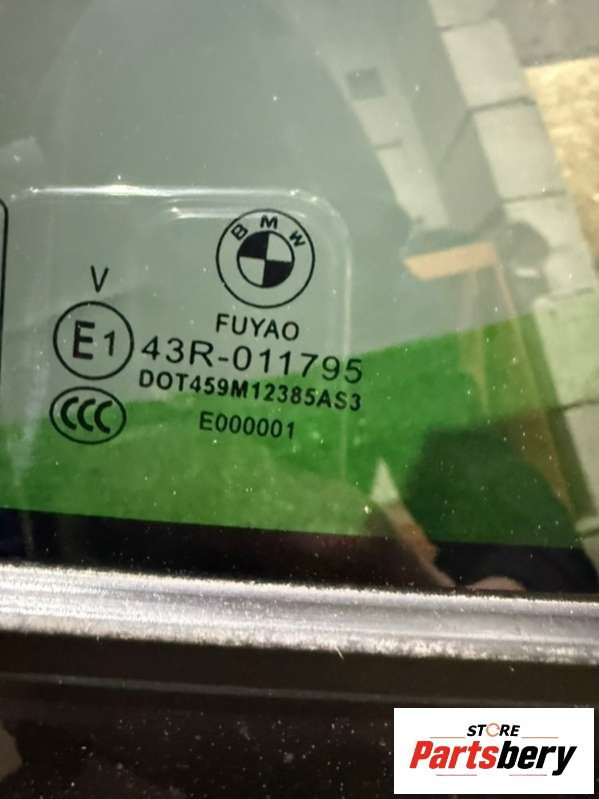 BMW
FUYAO
V
E1
43R-011795
DOT459M12385AS3
CCC
E000001
STORE
Partsbery